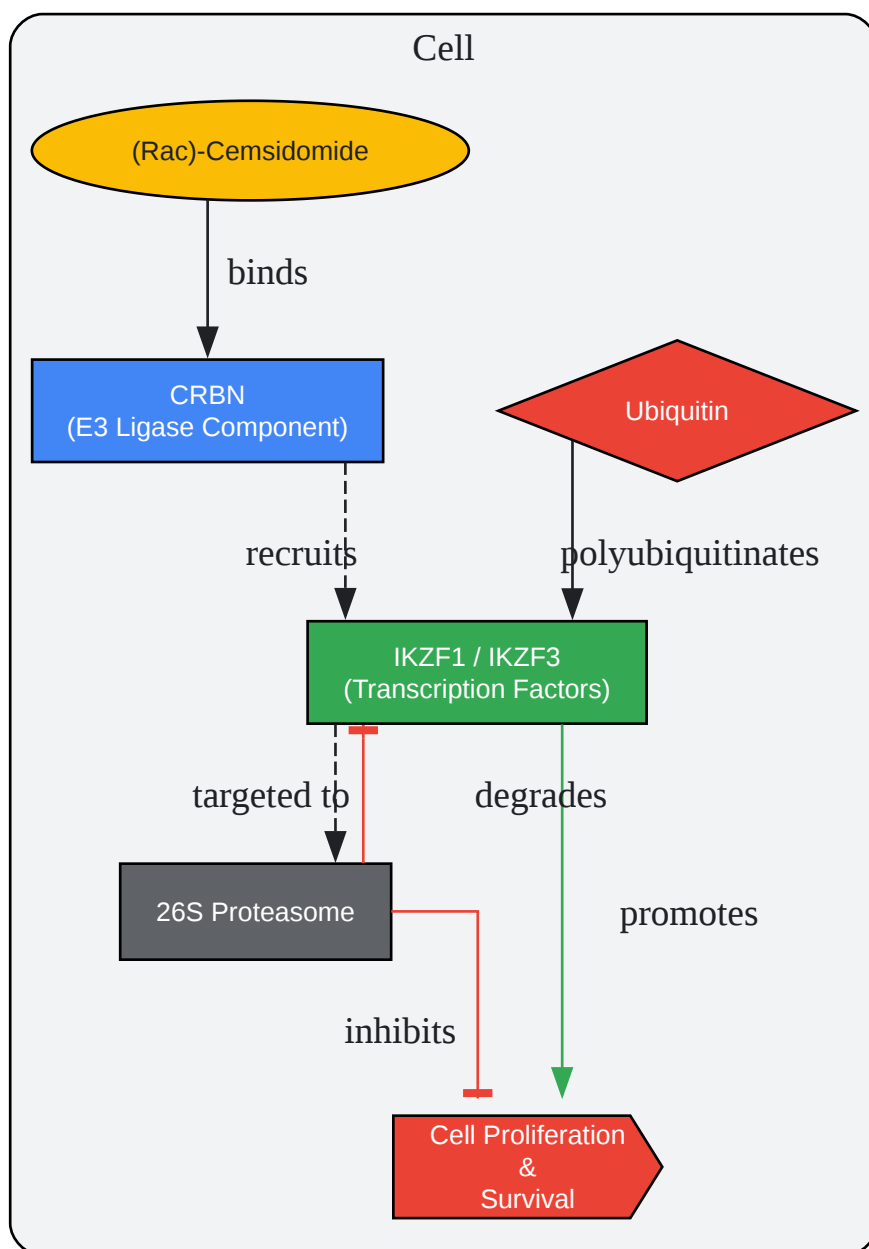 Cell
(Rac)-Cemsidomide
binds
CRBN
(E3 Ligase Component)
Ubiquitin
recruits
polyubiquitinates
IKZF1 / IKZF3
(Transcription Factors)
targeted to
degrades
26S Proteasome
promotes
inhibits
Cell Proliferation
&
Survival